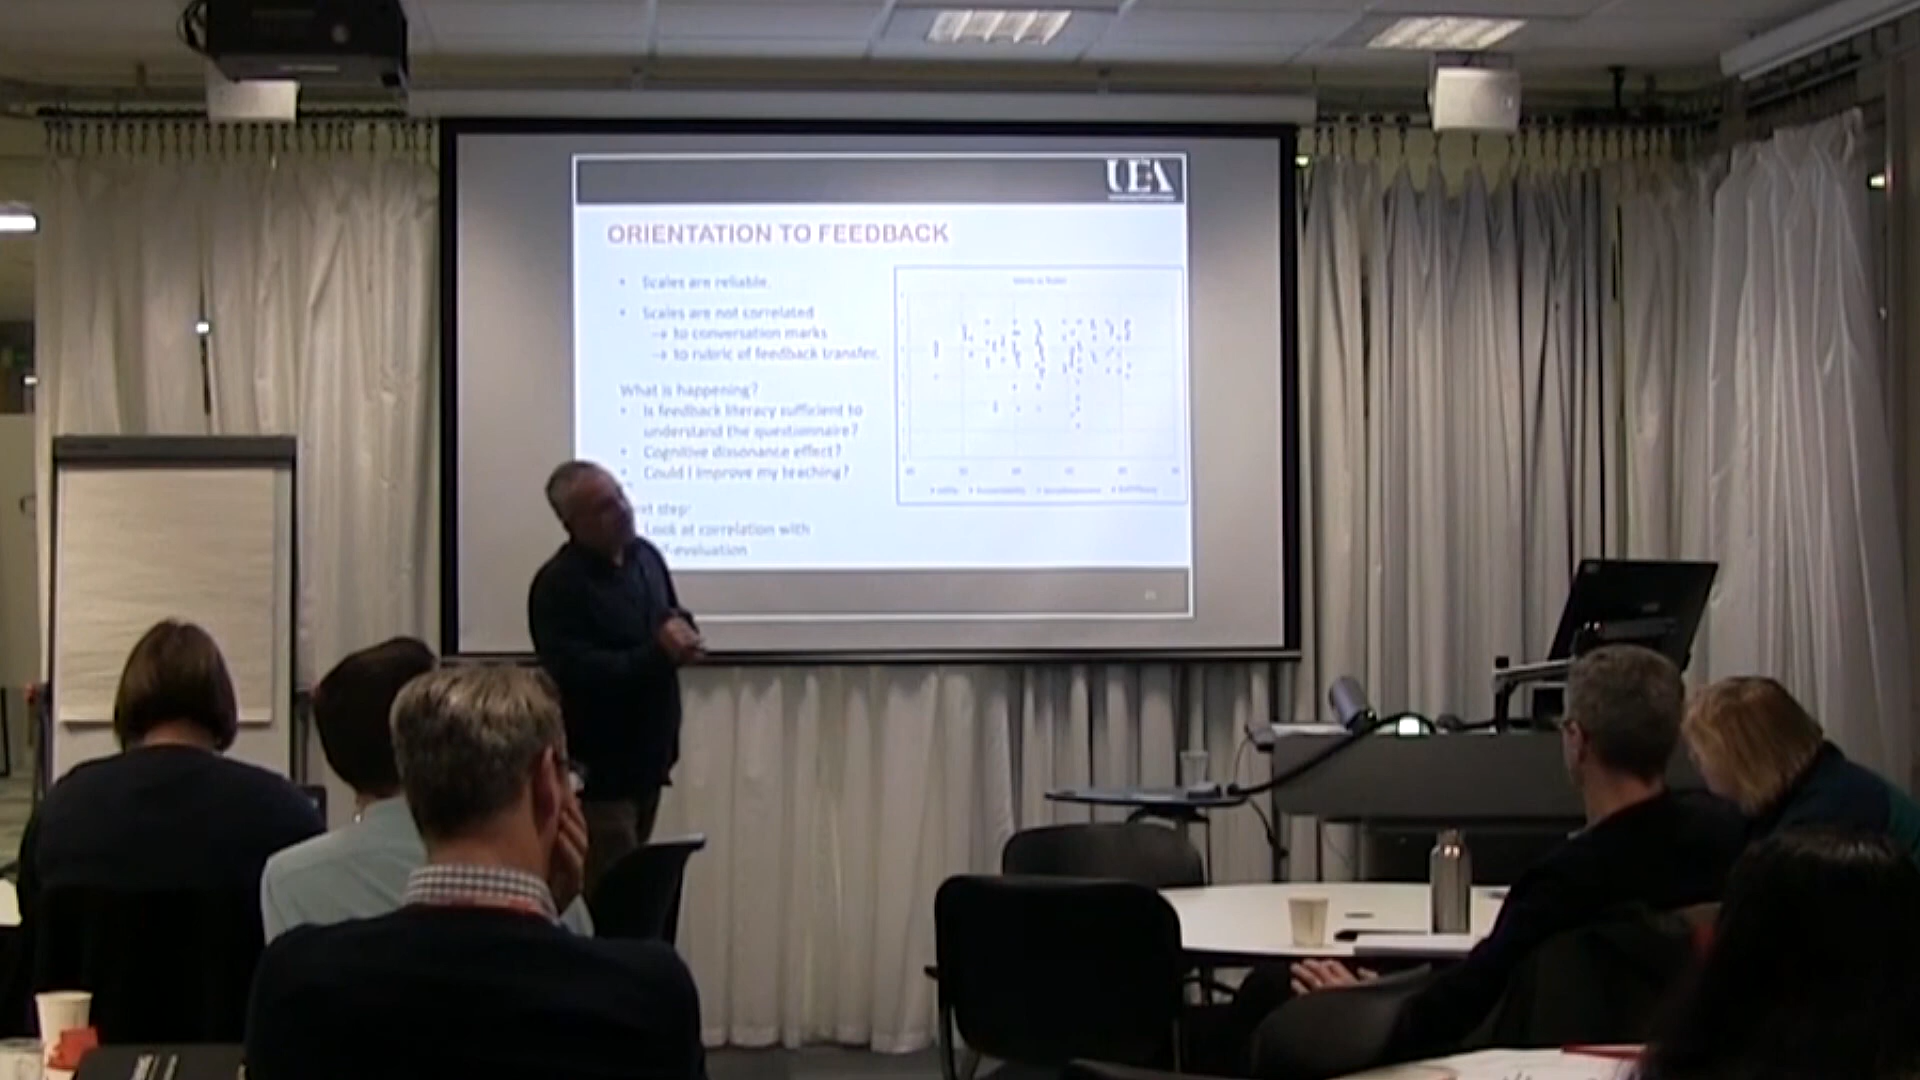 UEA
ORIENTATION TO FEEDBACK
• Scales are reliable.
• Scales are not correlated
→ to conversation marks
→ to rubric of feedback transfer.
What is happening?
• Is feedback literacy sufficient to
understand the questionnaire?
• Cognitive dissonance effect?
• Could I improve my teaching?
step:
Look at correlation with
-evaluation